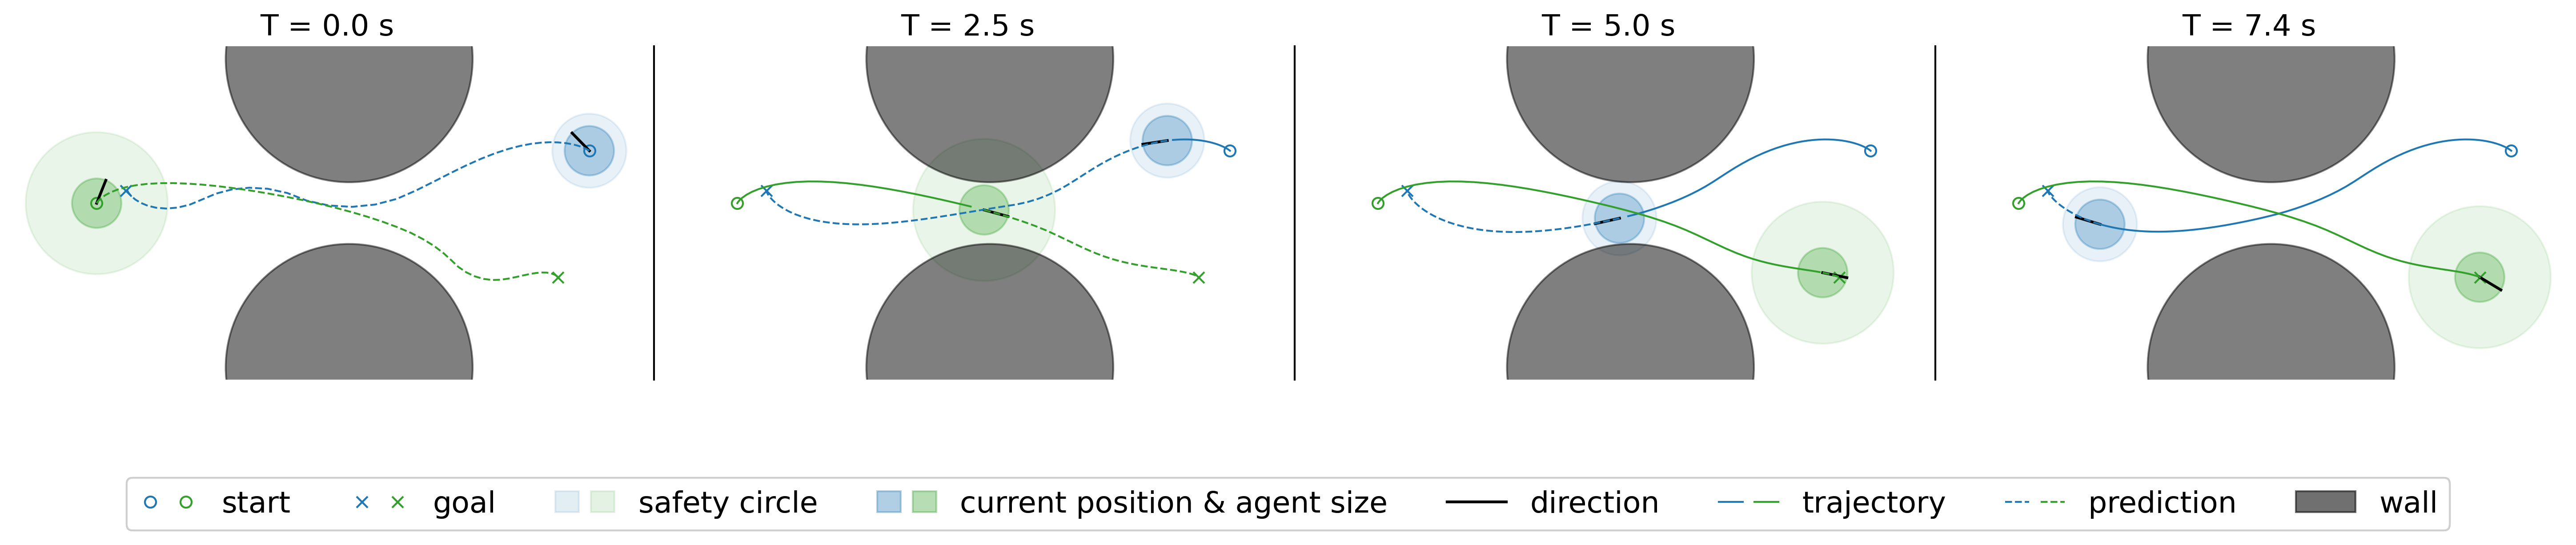 T = 0.0 s
T = 2.5 s
T = 5.0 s
T = 7.4 s
start goal safety circle current position & agent size direction trajectory prediction wall